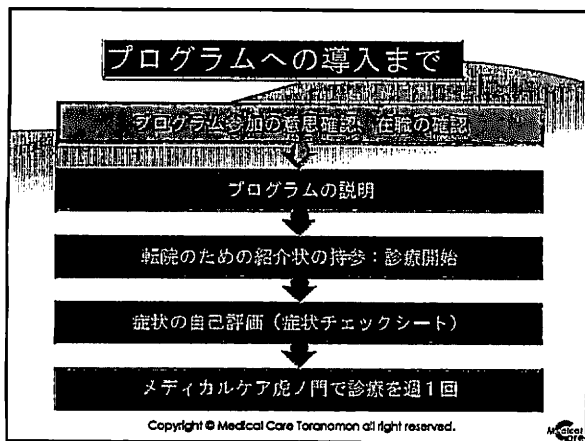 プログラムへの導入まで
プログラム参加の意思確認、在職の確認
プログラムの説明
転院のための紹介状の持参：診療開始
症状の自己評価（症状チェックシート）
メディカルケア虎ノ門で診療を週１回
Copyright © Medical Care Toranomon all right reserved.
Medical
Care